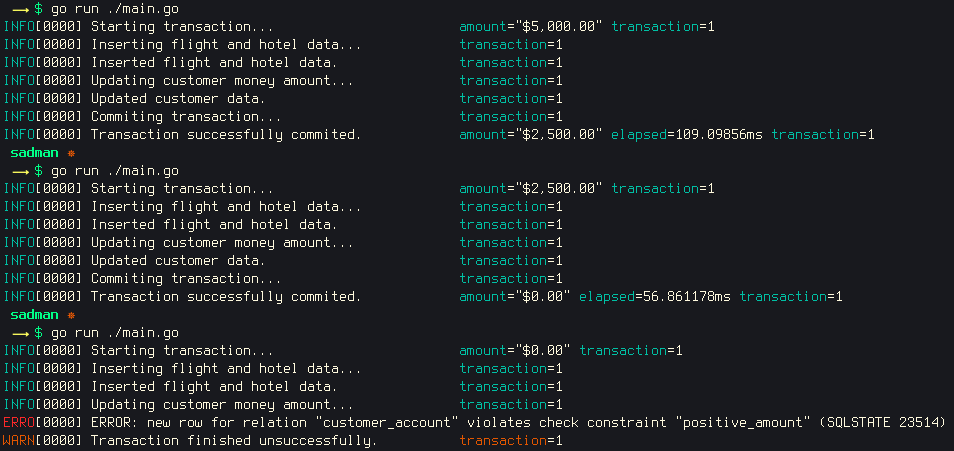 → $ go run ./main.go
INFO[0000] Starting transaction... amount="$5,000.00" transaction=1
INFO[0000] Inserting flight and hotel data... transaction=1
INFO[0000] Inserted flight and hotel data. transaction=1
INFO[0000] Updating customer money amount... transaction=1
INFO[0000] Updated customer data. transaction=1
INFO[0000] Commiting transaction... transaction=1
INFO[0000] Transaction successfully commited. amount="$2,500.00" elapsed=109.09856ms transaction=1
sadman *
→ $ go run ./main.go
INFO[0000] Starting transaction... amount="$2,500.00" transaction=1
INFO[0000] Inserting flight and hotel data... transaction=1
INFO[0000] Inserted flight and hotel data. transaction=1
INFO[0000] Updating customer money amount... transaction=1
INFO[0000] Updated customer data. transaction=1
INFO[0000] Commiting transaction... transaction=1
INFO[0000] Transaction successfully commited. amount="$0.00" elapsed=56.861178ms transaction=1
sadman *
→ $ go run ./main.go
INFO[0000] Starting transaction... amount="$0.00" transaction=1
INFO[0000] Inserting flight and hotel data... transaction=1
INFO[0000] Inserted flight and hotel data. transaction=1
INFO[0000] Updating customer money amount... transaction=1
ERRO[0000] ERROR: new row for relation "customer_account" violates check constraint "positive_amount" (SQLSTATE 23514)
WARN[0000] Transaction finished unsuccessfully. transaction=1